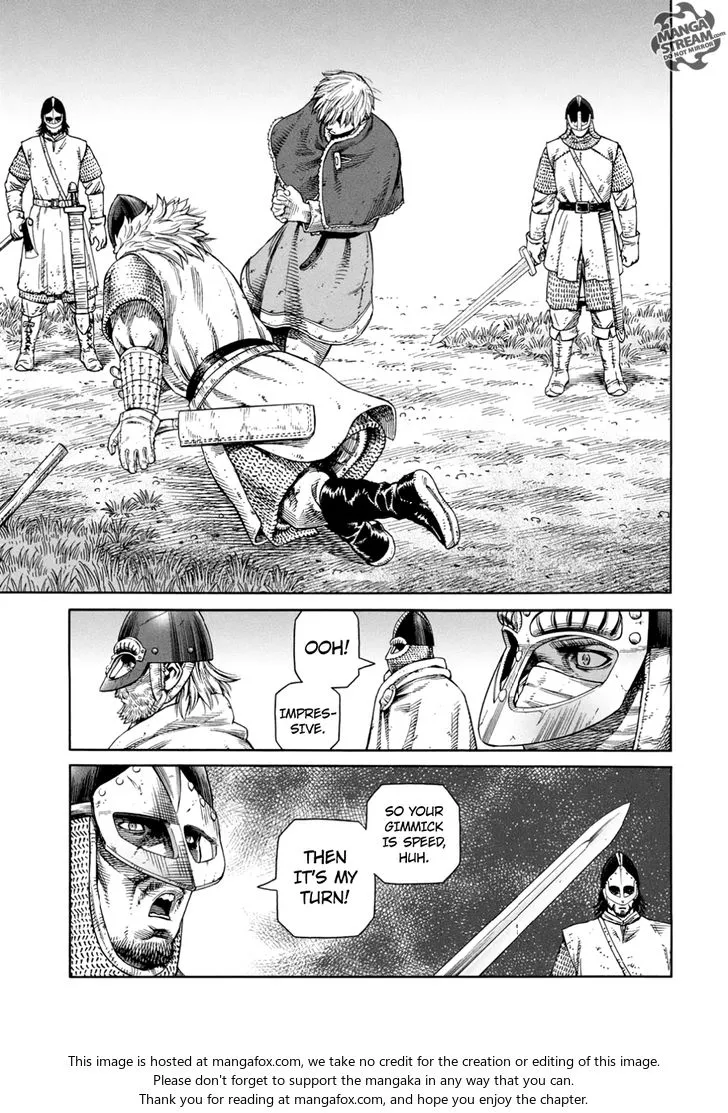 MANGA
STREAM.com
DO NOT MIRROR
OOH!
IMPRES-
SIVE.
SO YOUR
GIMMICK
IS SPEED,
HUH.
THEN
IT'S MY
TURN!
This image is hosted at mangafox.com, we take no credit for the creation or editing of this image.
Please don't forget to support the mangaka in any way that you can.
Thank you for reading at mangafox.com, and hope you enjoy the chapter.